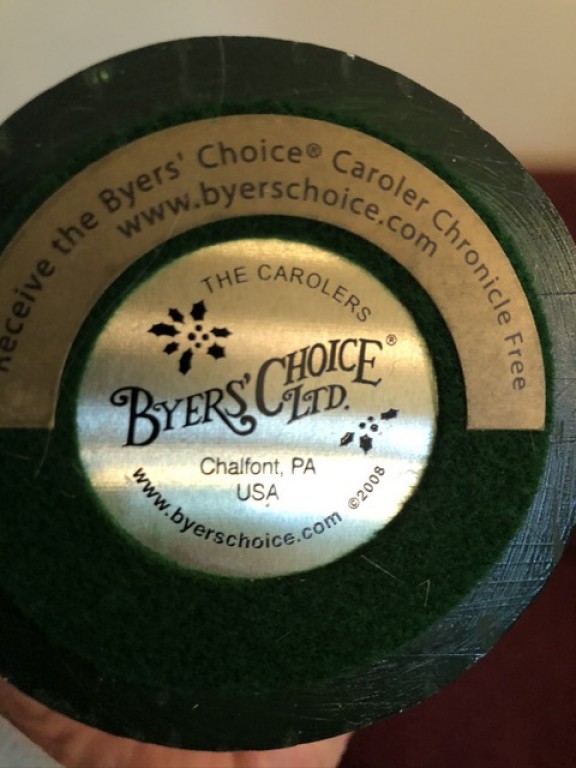 Receive the Byers' Choice® Caroler Chronicle Free
www.byerschoice.com
THE CAROLERS
BYERS' CHOICE®
LTD.
Chalfont, PA
USA
www.byerschoice.com ©2008